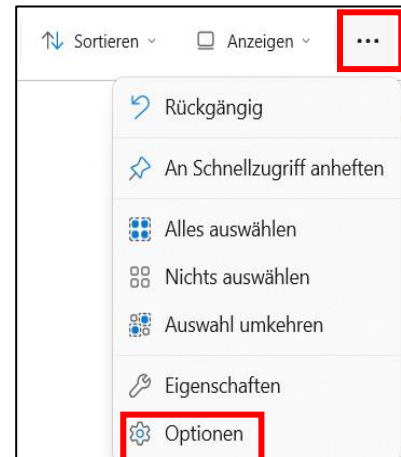 Sortieren Anzeigen ...
Rückgängig
An Schnellzugriff anheften
Alles auswählen
Nichts auswählen
Auswahl umkehren
Eigenschaften
Optionen